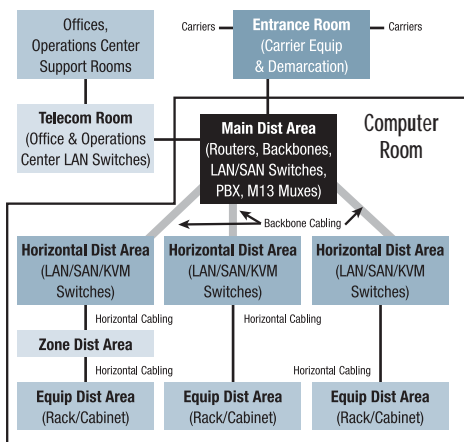 Offices,
Operations Center
Support Rooms
Carriers
Entrance Room
(Carrier Equip
& Demarcation)
Carriers
Telecom Room
(Office & Operations
Center LAN Switches)
Main Dist Area
(Routers, Backbones,
LAN/SAN Switches,
PBX, M13 Muxes)
Computer
Room
Backbone Cabling
Horizontal Dist Area
(LAN/SAN/KVM
Switches)
Horizontal Dist Area
(LAN/SAN/KVM
Switches)
Horizontal Dist Area
(LAN/SAN/KVM
Switches)
Horizontal Cabling
Horizontal Cabling
Zone Dist Area
Horizontal Cabling
Horizontal Cabling
Equip Dist Area
(Rack/Cabinet)
Equip Dist Area
(Rack/Cabinet)
Equip Dist Area
(Rack/Cabinet)